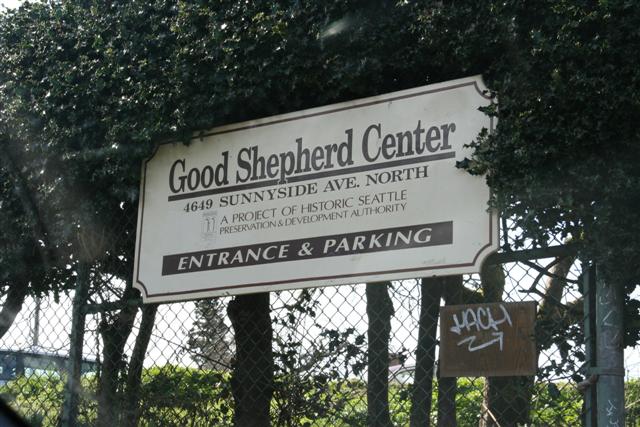 Good Shepherd Center
4649 SUNNYSIDE AVE. NORTH
A PROJECT OF HISTORIC SEATTLE
PRESERVATION & DEVELOPMENT AUTHORITY
ENTRANCE & PARKING